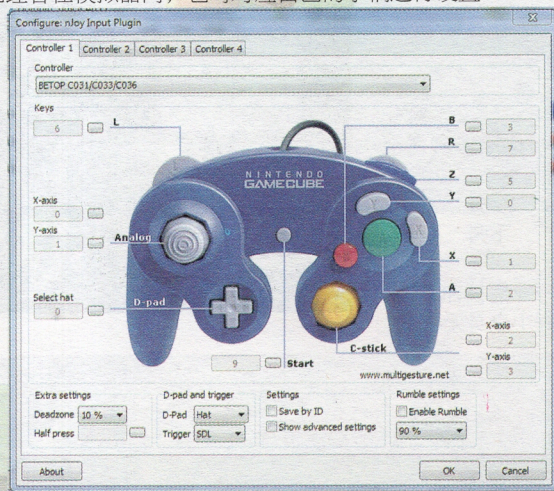 Configure: nJoy Input Plugin
Controller 1 Controller 2 Controller 3 Controller 4
Controller
BETOP C031/C033/C036
Keys
6 L
B 3
R 7
Z 5
Y 0
NINTENDO
GAMECUBE
X-axis
0
Y-axis
1 Analog
X 1
A 2
Select hat
0 D-pad
X-axis
2
C-stick
Y-axis
3
9 Start
www.multigesture.net
Extra settings
Deadzone 10 %
Half press
D-pad and trigger
D-Pad Hat
Trigger SDL
Settings
Save by ID
Show advanced settings
Rumble settings
Enable Rumble
90 %
About OK Cancel